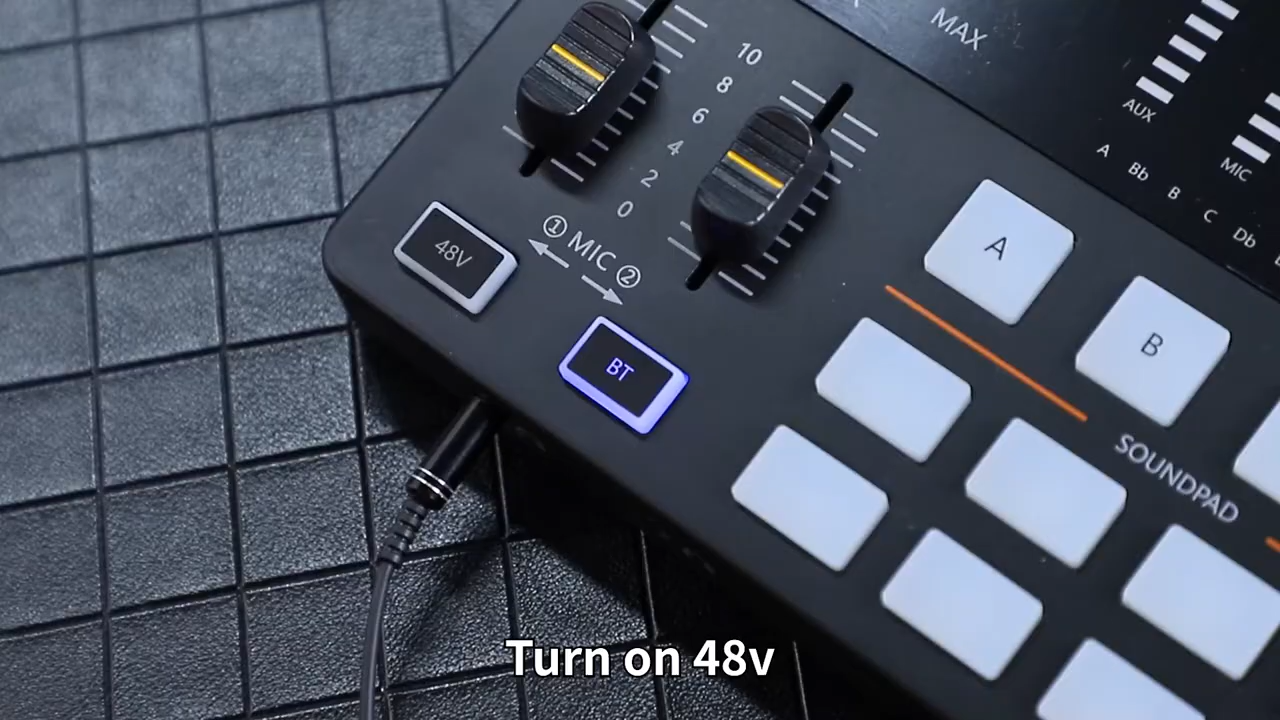 MAX
10
8
6
4
2
0
AUX
MIC
A Bb B C Db
48V
① MIC ②
BT
A
B
SOUNDPAD
Turn on 48v